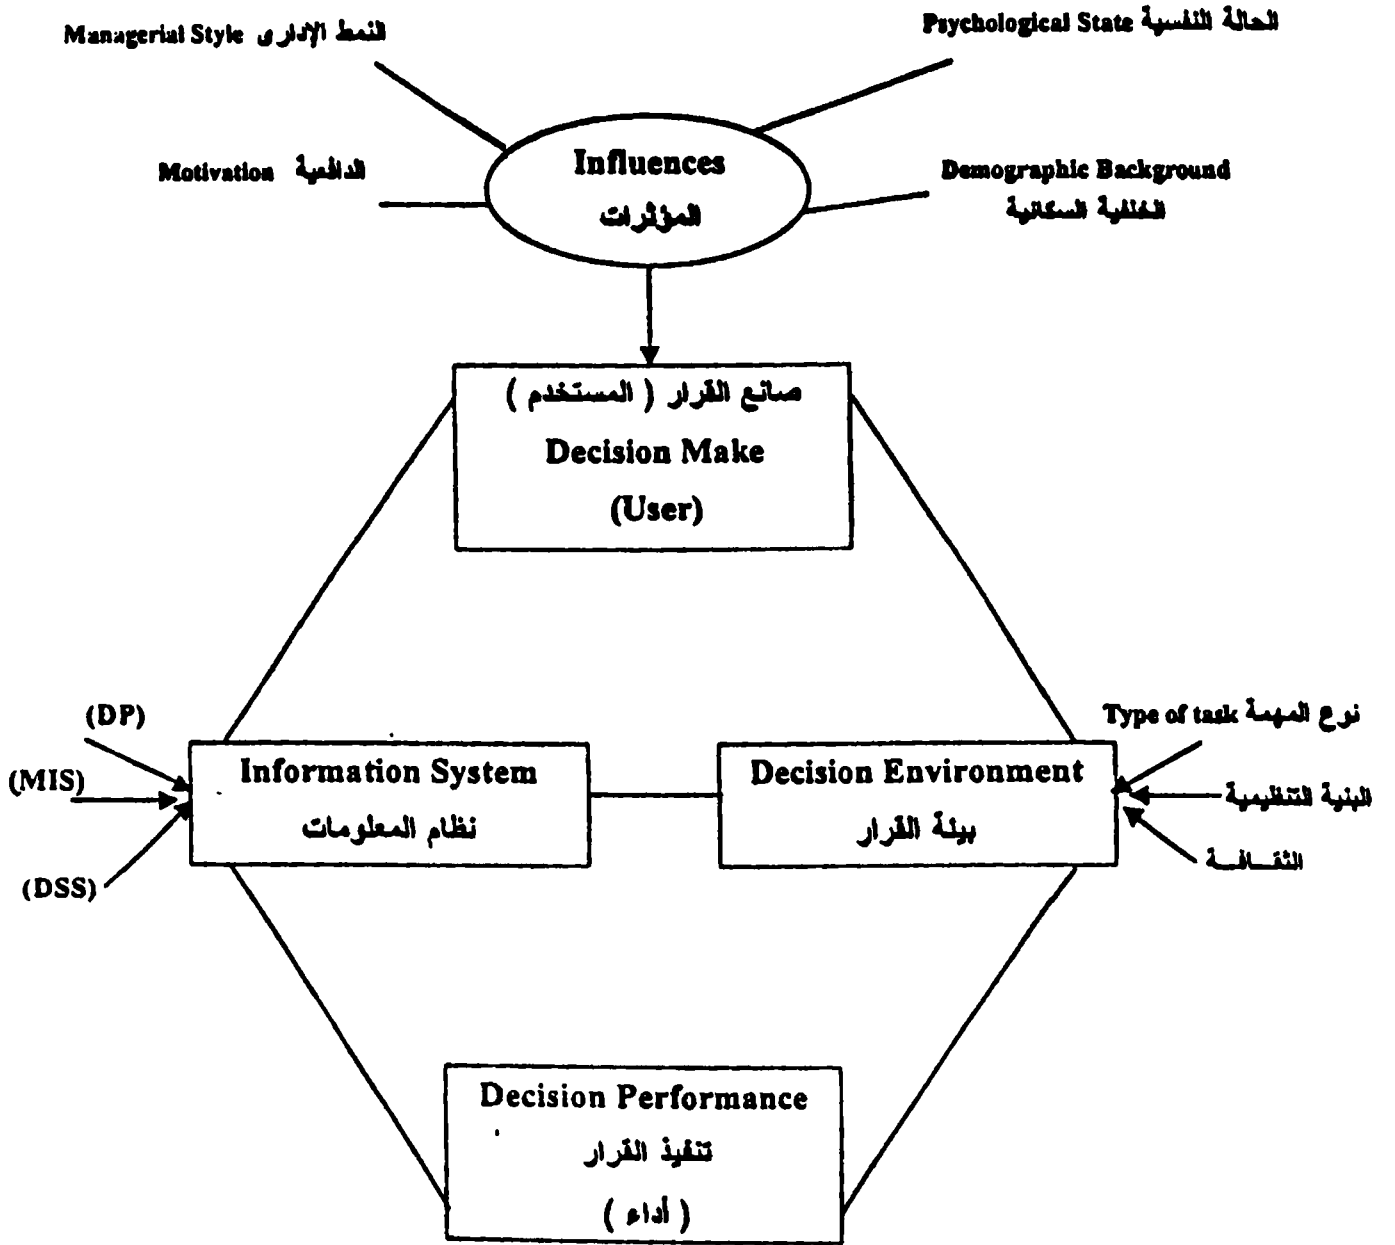 Managerial Style النمط الإدارى
Psychological State الحالة النفسية
Influences
المؤثرات
Motivation الدافعية
Demographic Background
الخلفية السكانية
صانع القرار ( المستخدم )
Decision Make
(User)
(DP)
(MIS)
(DSS)
Information System
نظام المعلومات
Decision Environment
بيئة القرار
Type of task نوع المهمة
البنية التنظيمية
الثقافــة
Decision Performance
تنفيذ القرار
( أداء )